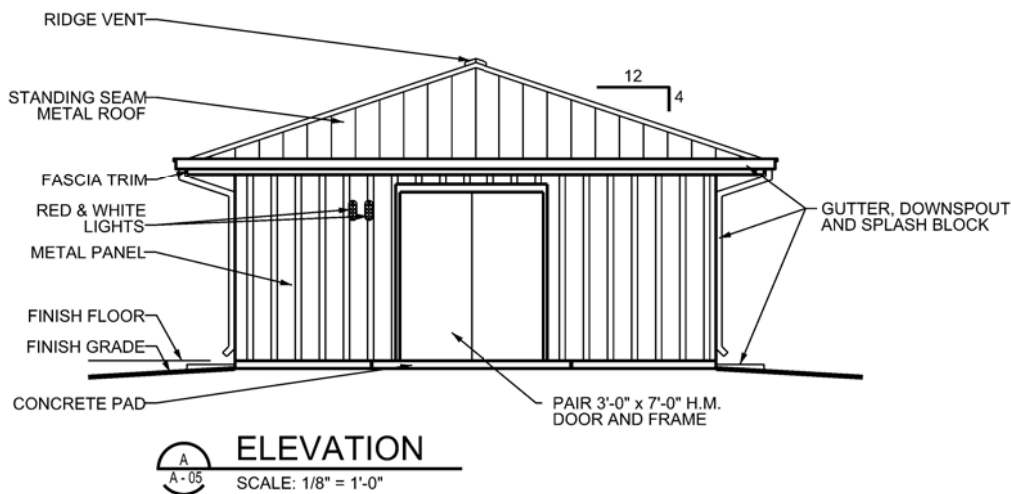 RIDGE VENT
12
4
STANDING SEAM
METAL ROOF
FASCIA TRIM
RED & WHITE
LIGHTS
GUTTER, DOWNSPOUT
AND SPLASH BLOCK
METAL PANEL
FINISH FLOOR
FINISH GRADE
CONCRETE PAD
PAIR 3'-0" x 7'-0" H.M.
DOOR AND FRAME
A
A - 05
ELEVATION
SCALE: 1/8" = 1'-0"